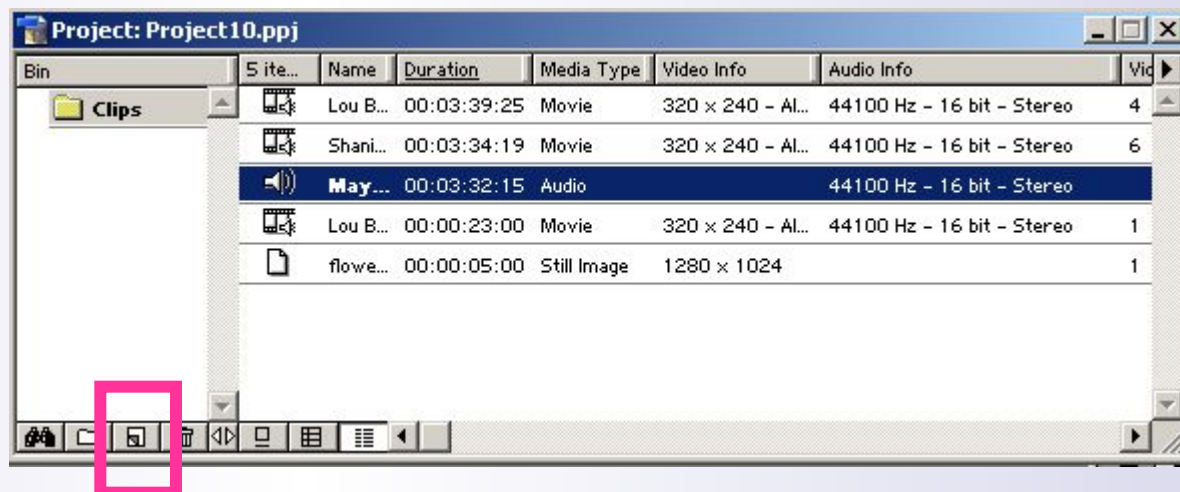 Project: Project10.ppj
Bin 5 ite... Name Duration Media Type Video Info Audio Info Vid
Clips Lou B... 00:03:39:25 Movie 320 x 240 - Al... 44100 Hz - 16 bit - Stereo 4
Shani... 00:03:34:19 Movie 320 x 240 - Al... 44100 Hz - 16 bit - Stereo 6
May... 00:03:32:15 Audio 44100 Hz - 16 bit - Stereo
Lou B... 00:00:23:00 Movie 320 x 240 - Al... 44100 Hz - 16 bit - Stereo 1
flowe... 00:00:05:00 Still Image 1280 x 1024 1